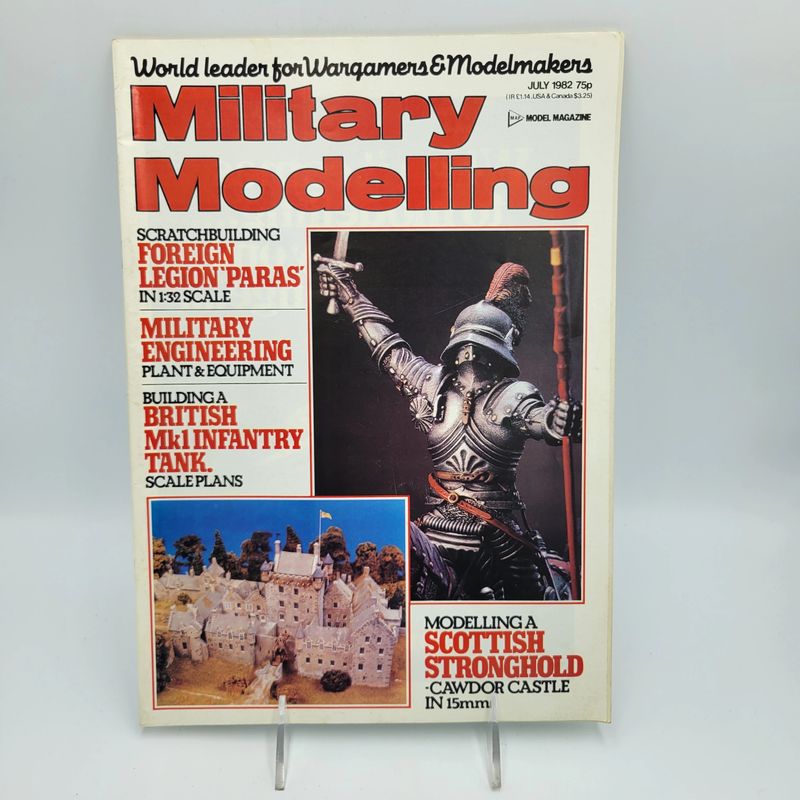 World leader for Wargamers & Modelmakers
JULY 1982 75p
(IR £1.14, USA & Canada $3.25)
Military
MAP MODEL MAGAZINE
Modelling
SCRATCHBUILDING
FOREIGN
LEGION 'PARAS'
IN 1:32 SCALE
MILITARY
ENGINEERING
PLANT & EQUIPMENT
BUILDING A
BRITISH
Mk1 INFANTRY
TANK.
SCALE PLANS
MODELLING A
SCOTTISH
STRONGHOLD
-CAWDOR CASTLE
IN 15mm